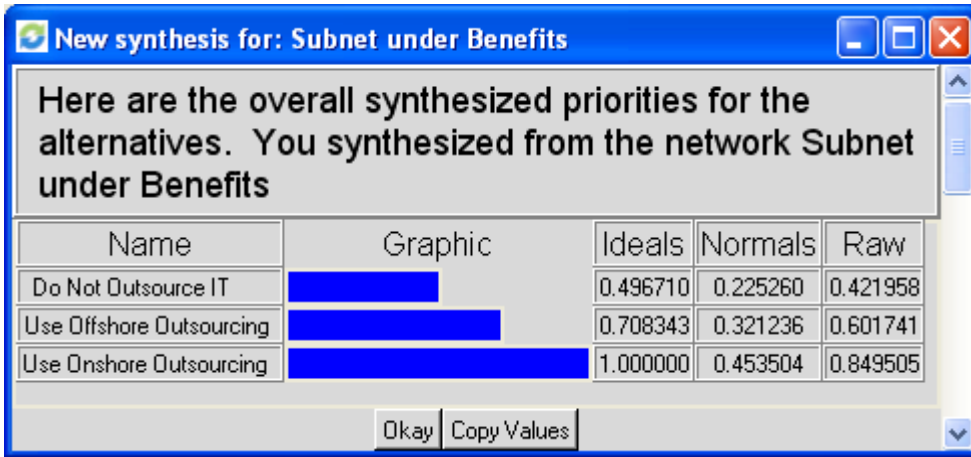 New synthesis for: Subnet under Benefits
Here are the overall synthesized priorities for the
alternatives. You synthesized from the network Subnet
under Benefits
Name Graphic Ideals Normals Raw
Do Not Outsource IT 0.496710 0.225260 0.421958
Use Offshore Outsourcing 0.708343 0.321236 0.601741
Use Onshore Outsourcing 1.000000 0.453504 0.849505
Okay Copy Values